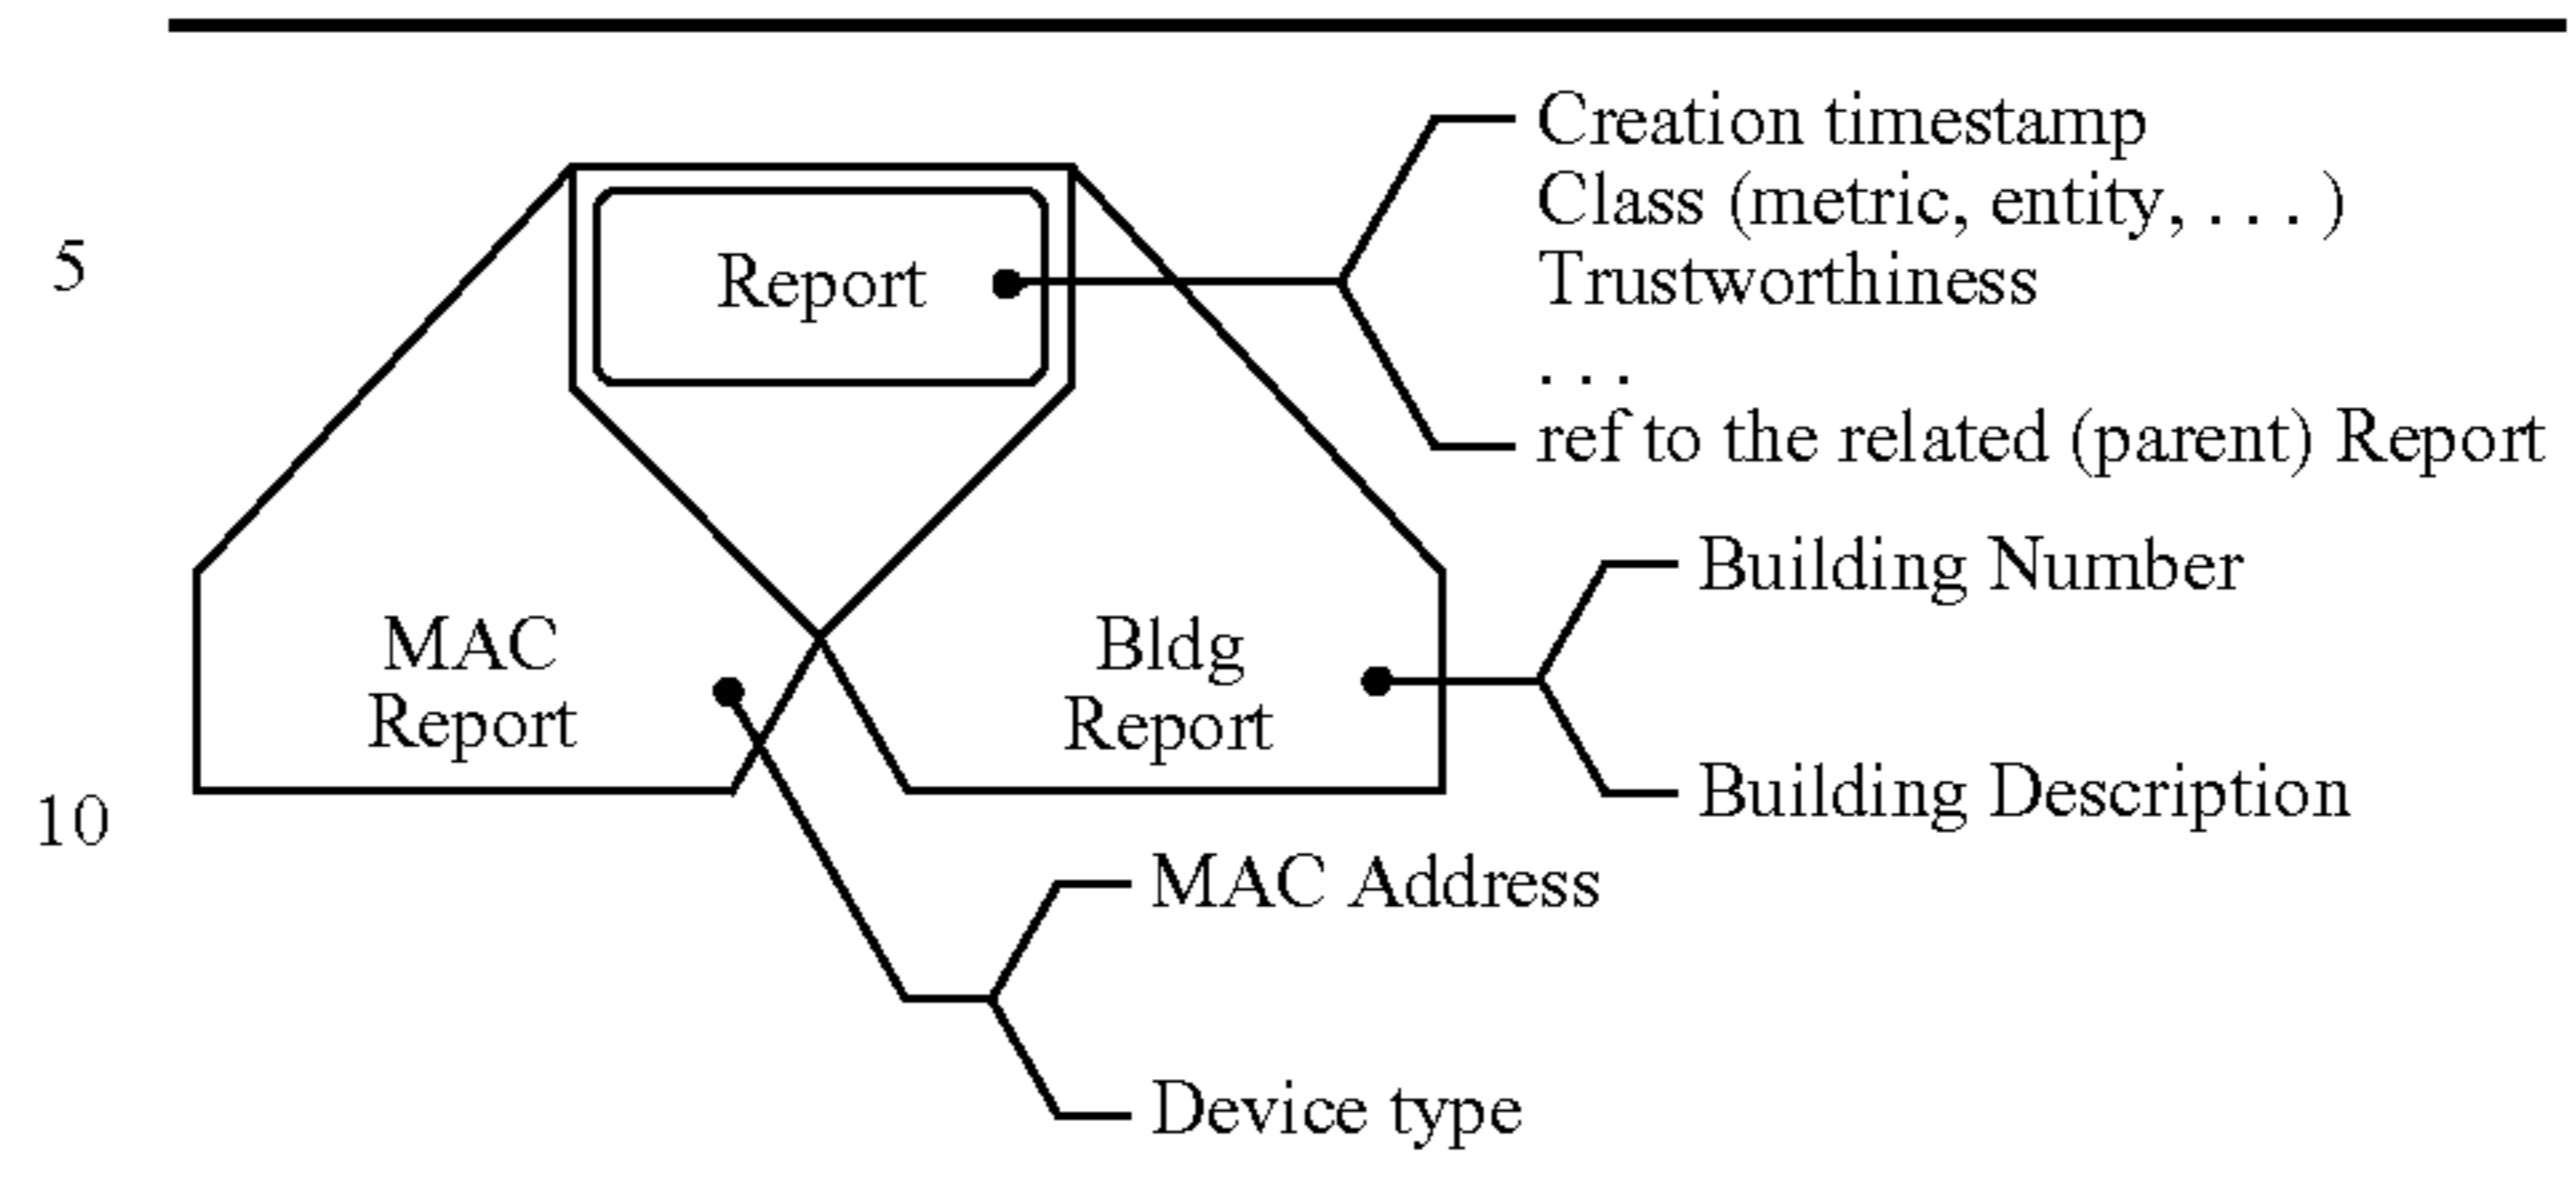 Creation timestamp
Class (metric, entity, . . . )
5
Report
Trustworthiness
. . .
ref to the related (parent) Report
Building Number
MAC
Report
Bldg
Report
Building Description
10
MAC Address
Device type